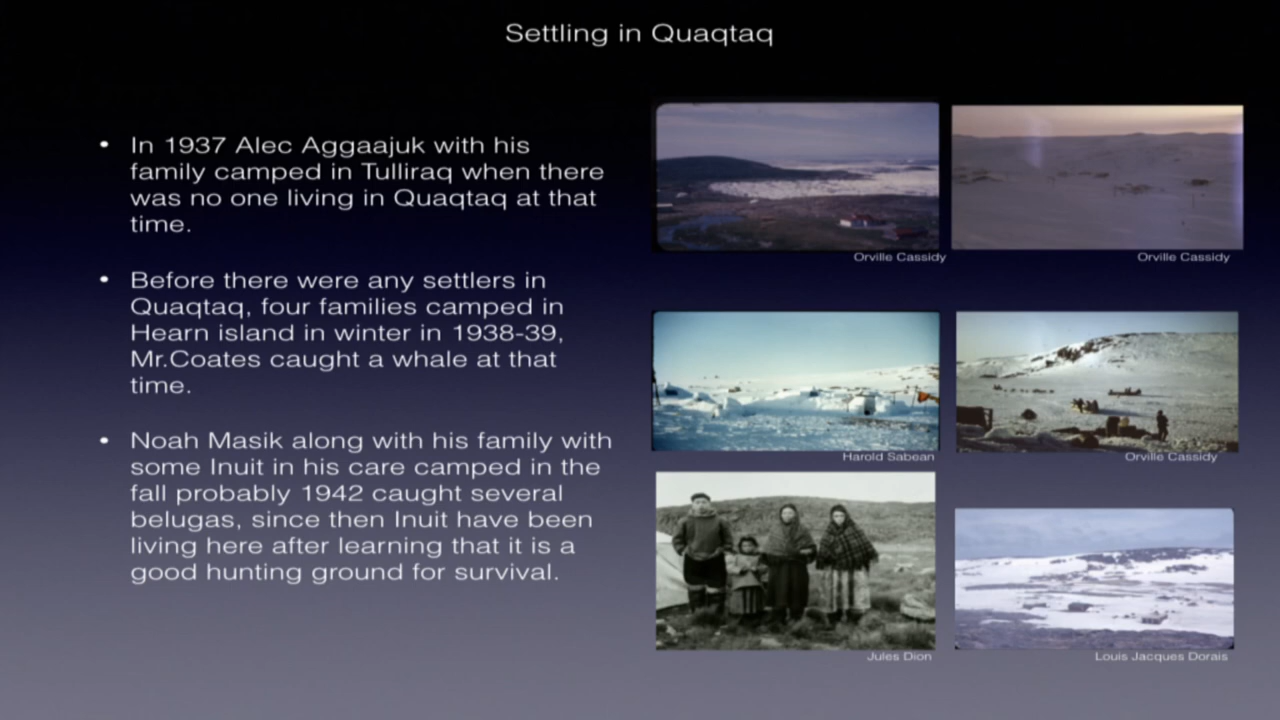 Settling in Quaqtaq
• In 1937 Alec Aggaajuk with his
family camped in Tulliraq when there
was no one living in Quaqtaq at that
time.
• Before there were any settlers in
Quaqtaq, four families camped in
Hearn island in winter in 1938-39,
Mr.Coates caught a whale at that
time.
• Noah Masik along with his family with
some Inuit in his care camped in the
fall probably 1942 caught several
belugas, since then Inuit have been
living here after learning that it is a
good hunting ground for survival.
Orville Cassidy
Orville Cassidy
Harold Sabean
Orville Cassidy
Jules Dion
Louis Jacques Dorais